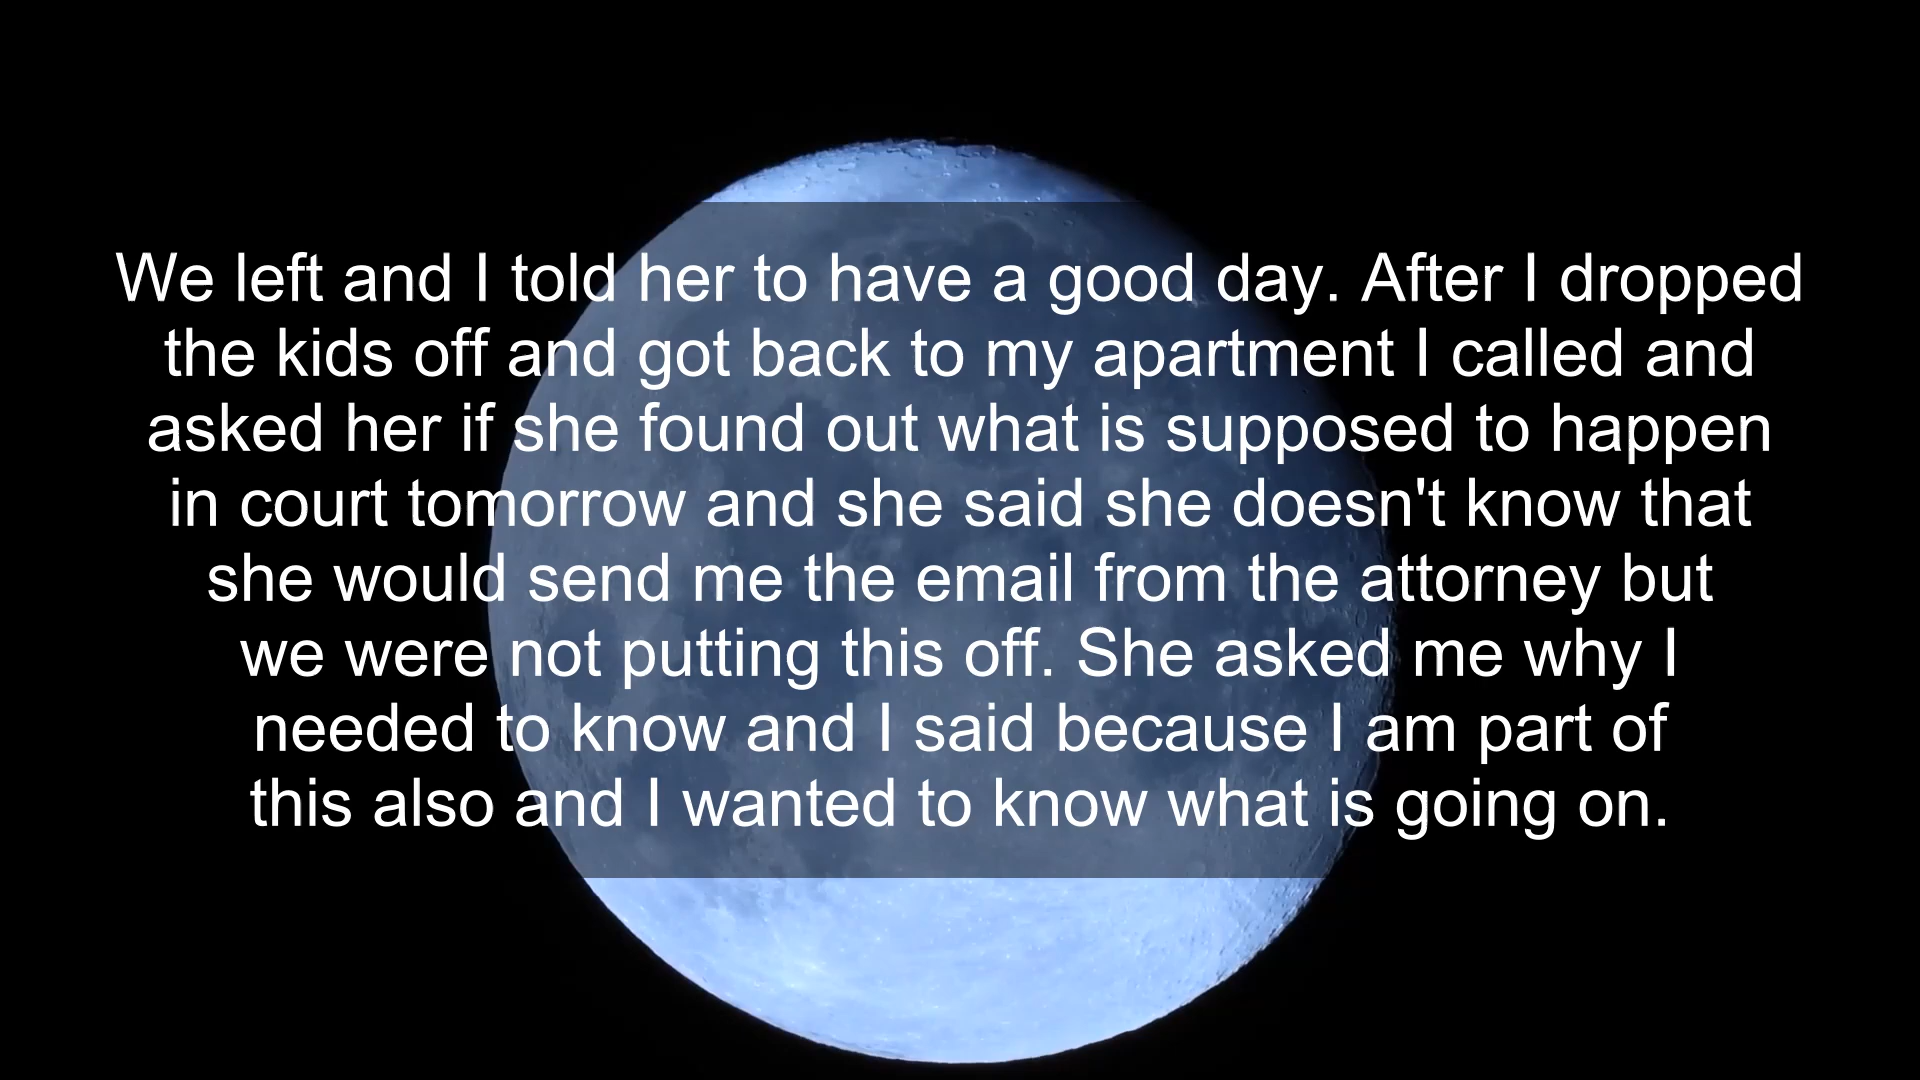 We left and I told her to have a good day. After I dropped
the kids off and got back to my apartment I called and
asked her if she found out what is supposed to happen
in court tomorrow and she said she doesn't know that
she would send me the email from the attorney but
we were not putting this off. She asked me why I
needed to know and I said because I am part of
this also and I wanted to know what is going on.